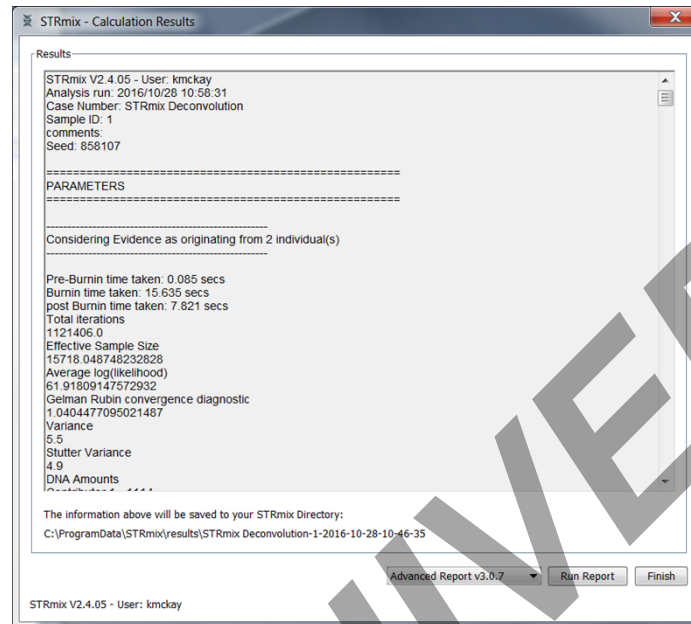 STRmix - Calculation Results
Results
STRmix V2.4.05 - User: kmckay
Analysis run: 2016/10/28 10:58:31
Case Number: STRmix Deconvolution
Sample ID: 1
comments:
Seed: 858107
=====================================================
PARAMETERS
=====================================================
-----------------------------------------------------
Considering Evidence as originating from 2 individual(s)
-----------------------------------------------------
Pre-Burnin time taken: 0.085 secs
Burnin time taken: 15.635 secs
post Burnin time taken: 7.821 secs
Total iterations
1121406.0
Effective Sample Size
15718.048748232828
Average log(likelihood)
61.91809147572932
Gelman Rubin convergence diagnostic
1.0404477095021487
Variance
5.5
Stutter Variance
4.9
DNA Amounts
The information above will be saved to your STRmix Directory:
C:\ProgramData\STRmix\results\STRmix Deconvolution-1-2016-10-28-10-46-35
Advanced Report v3.0.7
Run Report
Finish
STRmix V2.4.05 - User: kmckay